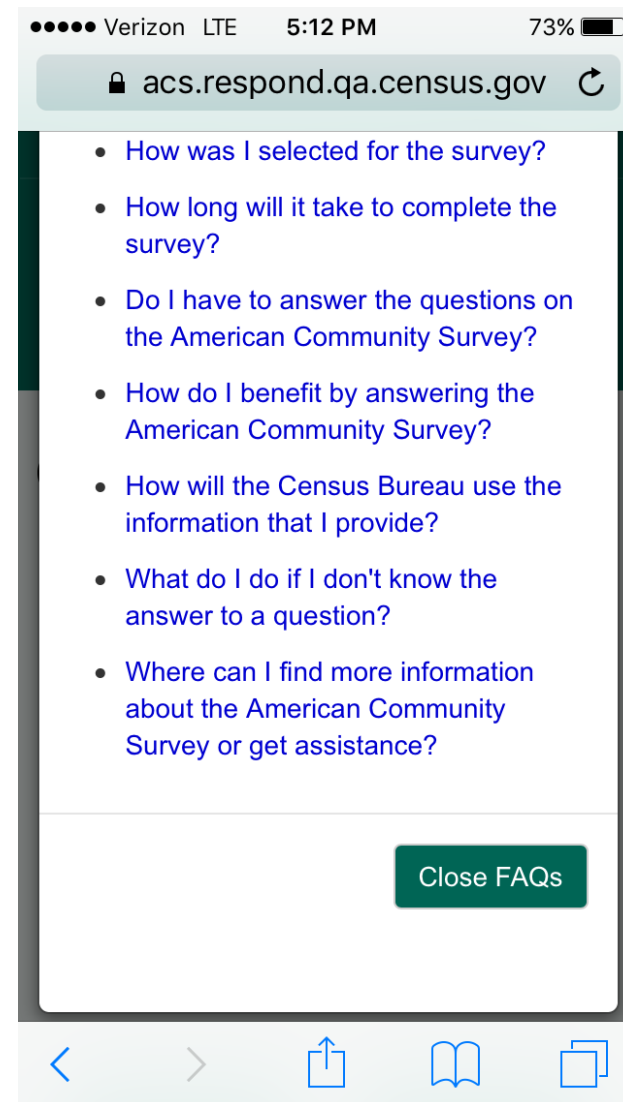 Verizon LTE 5:12 PM 73%
acs.respond.qa.census.gov
• How was I selected for the survey?
• How long will it take to complete the
survey?
• Do I have to answer the questions on
the American Community Survey?
• How do I benefit by answering the
American Community Survey?
• How will the Census Bureau use the
information that I provide?
• What do I do if I don't know the
answer to a question?
• Where can I find more information
about the American Community
Survey or get assistance?
Close FAQs